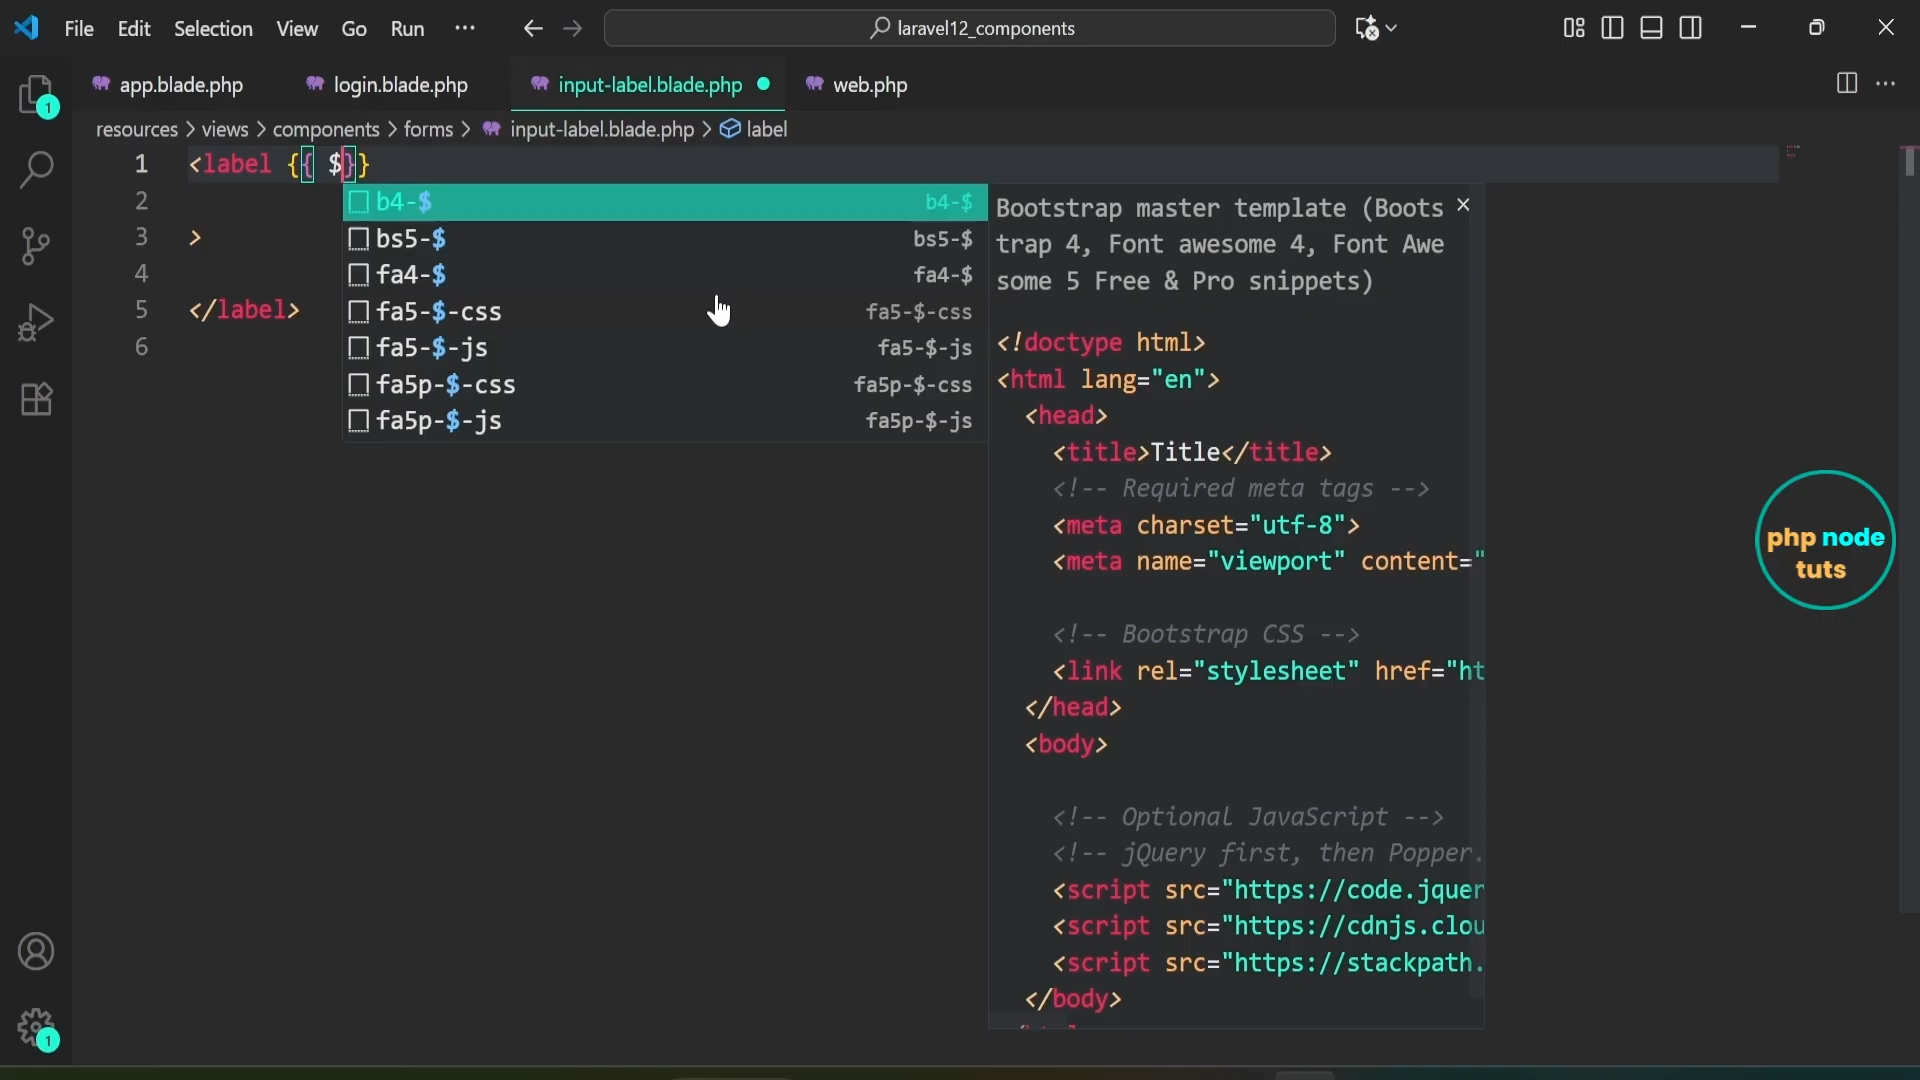 File Edit Selection View Go Run ···
laravel12_components
1
app.blade.php
login.blade.php
input-label.blade.php
web.php
resources > views > components > forms > input-label.blade.php > label
1 <label {{ $}}
2
3 >
4
5 </label>
6
b4-$ b4-$
bs5-$ bs5-$
fa4-$ fa4-$
fa5-$-css fa5-$-css
fa5-$-js fa5-$-js
fa5p-$-css fa5p-$-css
fa5p-$-js fa5p-$-js
Bootstrap master template (Boots
trap 4, Font awesome 4, Font Awe
some 5 Free & Pro snippets)
<!doctype html>
<html lang="en">
<head>
<title>Title</title>
<!-- Required meta tags -->
<meta charset="utf-8">
<meta name="viewport" content="
<!-- Bootstrap CSS -->
<link rel="stylesheet" href="ht
</head>
<body>
<!-- Optional JavaScript -->
<!-- jQuery first, then Popper.
<script src="https://code.jquer
<script src="https://cdnjs.clou
<script src="https://stackpath.
</body>
php node
tuts
1